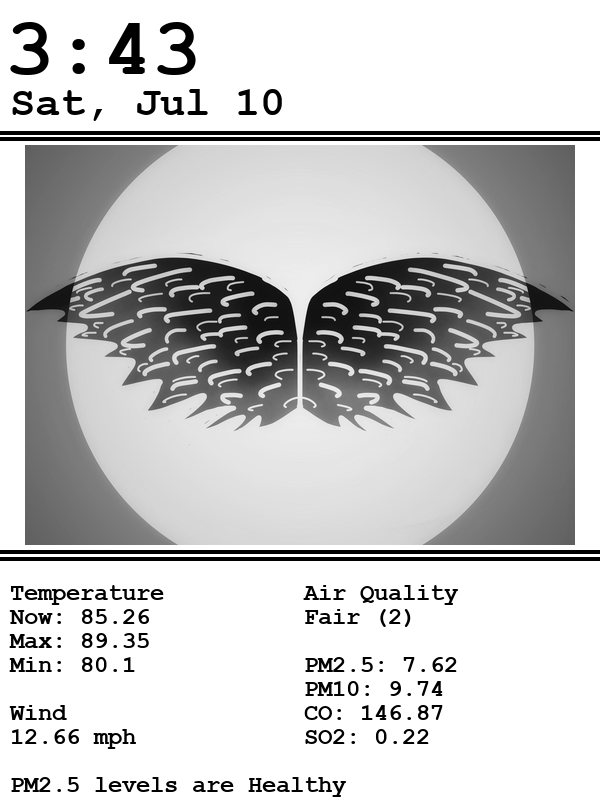 3:43
Sat, Jul 10
Temperature
Now: 85.26
Max: 89.35
Min: 80.1
Wind
12.66 mph
Air Quality
Fair (2)
PM2.5: 7.62
PM10: 9.74
CO: 146.87
SO2: 0.22
PM2.5 levels are Healthy